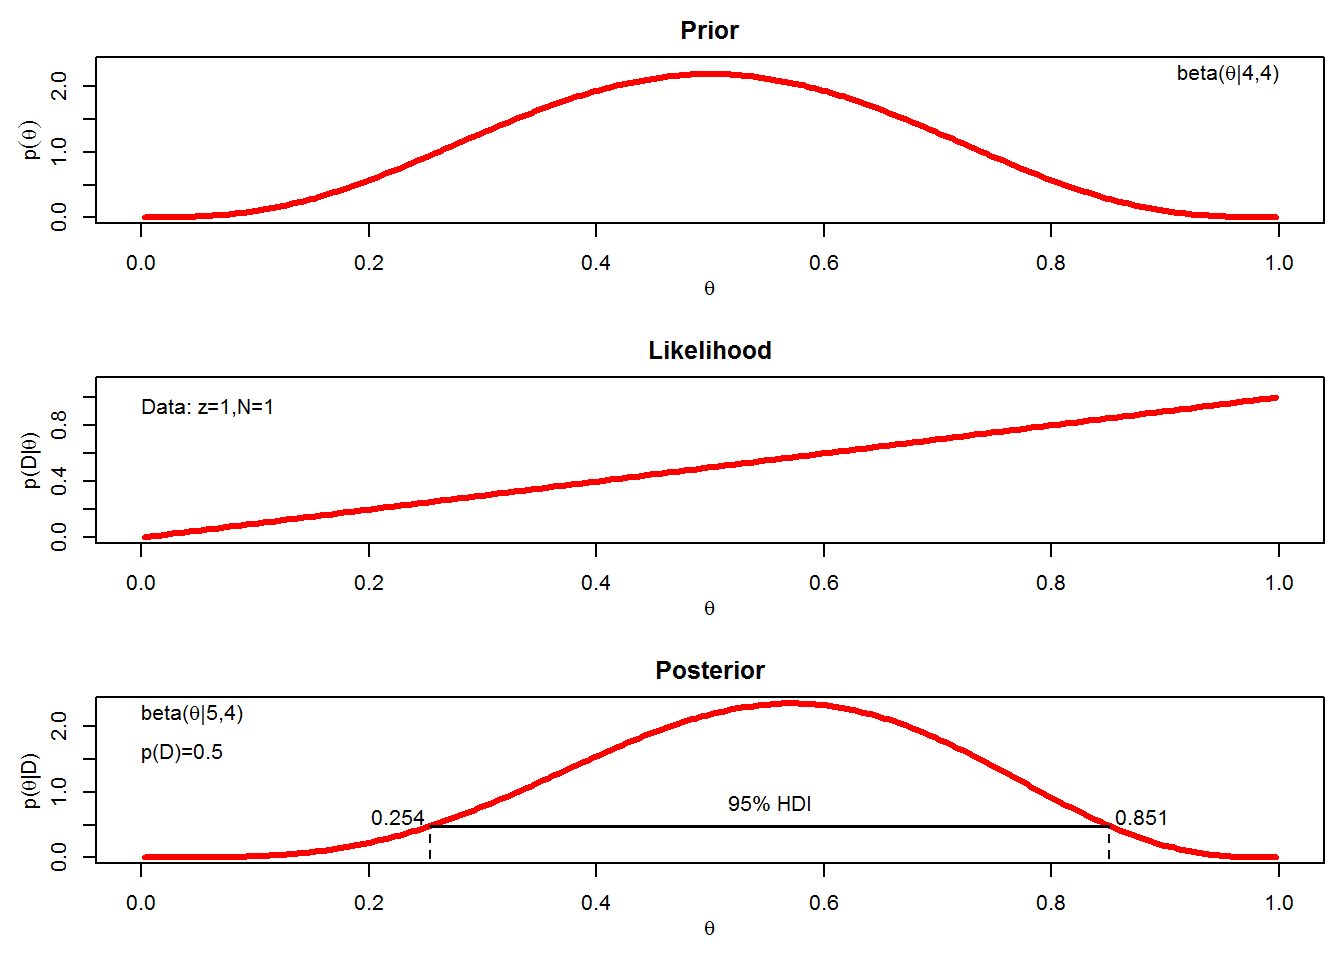 Prior
beta(θ|4,4)
p(θ)
0.0 1.0 2.0
0.0 0.2 0.4 0.6 0.8 1.0
θ
Likelihood
Data: z=1,N=1
p(D|θ)
0.0 0.4 0.8
0.0 0.2 0.4 0.6 0.8 1.0
θ
Posterior
beta(θ|5,4)
p(D)=0.5
p(θ|D)
0.0 1.0 2.0
95% HDI
0.254 0.851
0.0 0.2 0.4 0.6 0.8 1.0
θ